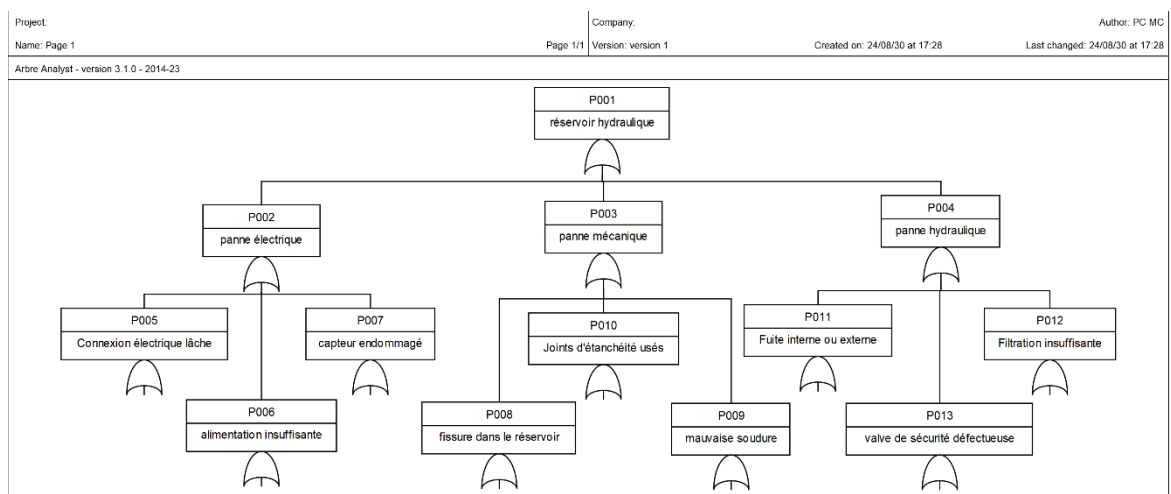 Project:
Company:
Author: PC MC
Name: Page 1
Page 1/1
Version: version 1
Created on: 24/08/30 at 17:28
Last changed: 24/08/30 at 17:28
Arbre Analyst - version 3.1.0 - 2014-23
P001
réservoir hydraulique
P002
panne électrique
P003
panne mécanique
P004
panne hydraulique
P005
Connexion électrique lâche
P007
capteur endommagé
P010
Joints d'étanchéité usés
P011
Fuite interne ou externe
P012
Filtration insuffisante
P006
alimentation insuffisante
P008
fissure dans le réservoir
P009
mauvaise soudure
P013
valve de sécurité défectueuse